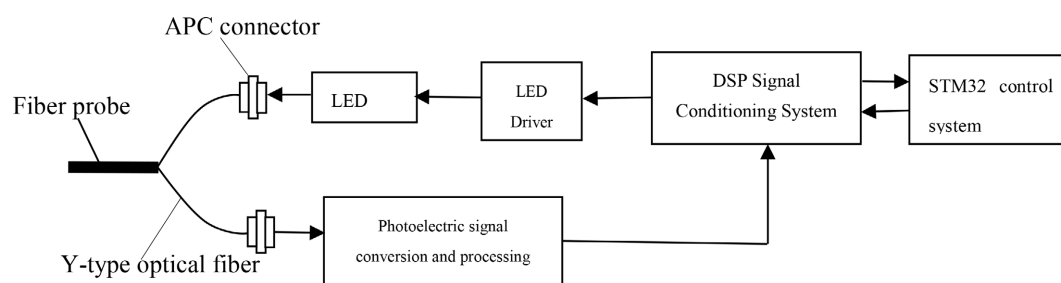 APC connector
Fiber probe
LED
LED
Driver
DSP Signal
Conditioning System
STM32 control
system
Photoelectric signal
conversion and processing
Y-type optical fiber